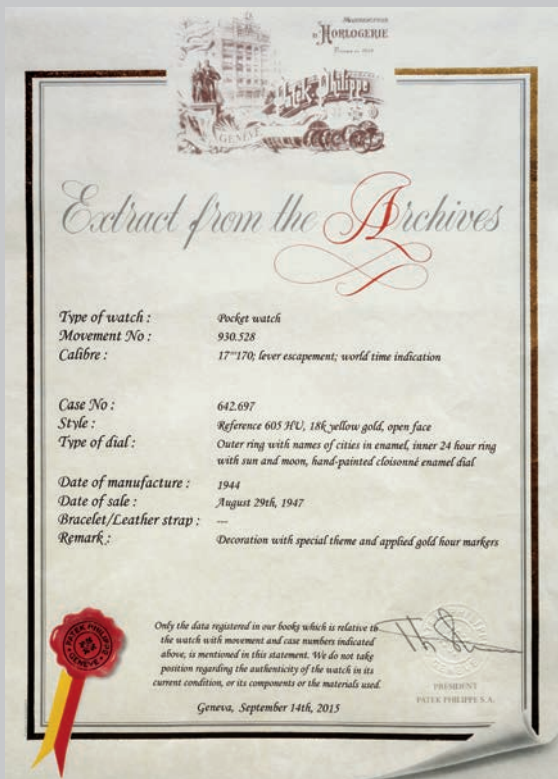 MANUFACTURE
D'HORLOGERIE
Patek Philippe
GENÈVE
Extract from the Archives
Type of watch : Pocket watch
Movement No : 930.528
Calibre : 17'''170; lever escapement; world time indication
Case No : 642.697
Style : Reference 605 HU, 18k yellow gold, open face
Type of dial : Outer ring with names of cities in enamel, inner 24 hour ring
with sun and moon, hand-painted cloisonné enamel dial
Date of manufacture : 1944
Date of sale : August 29th, 1947
Bracelet/Leather strap : ---
Remark : Decoration with special theme and applied gold hour markers
Only the data registered in our books which is relative to
the watch with movement and case numbers indicated
above, is mentioned in this statement. We do not take
position regarding the authenticity of the watch in its
current condition, or its components or the materials used.
Geneva, September 14th, 2015
PATEK PHILIPPE
GENEVE
PRESIDENT
PATEK PHILIPPE S.A.